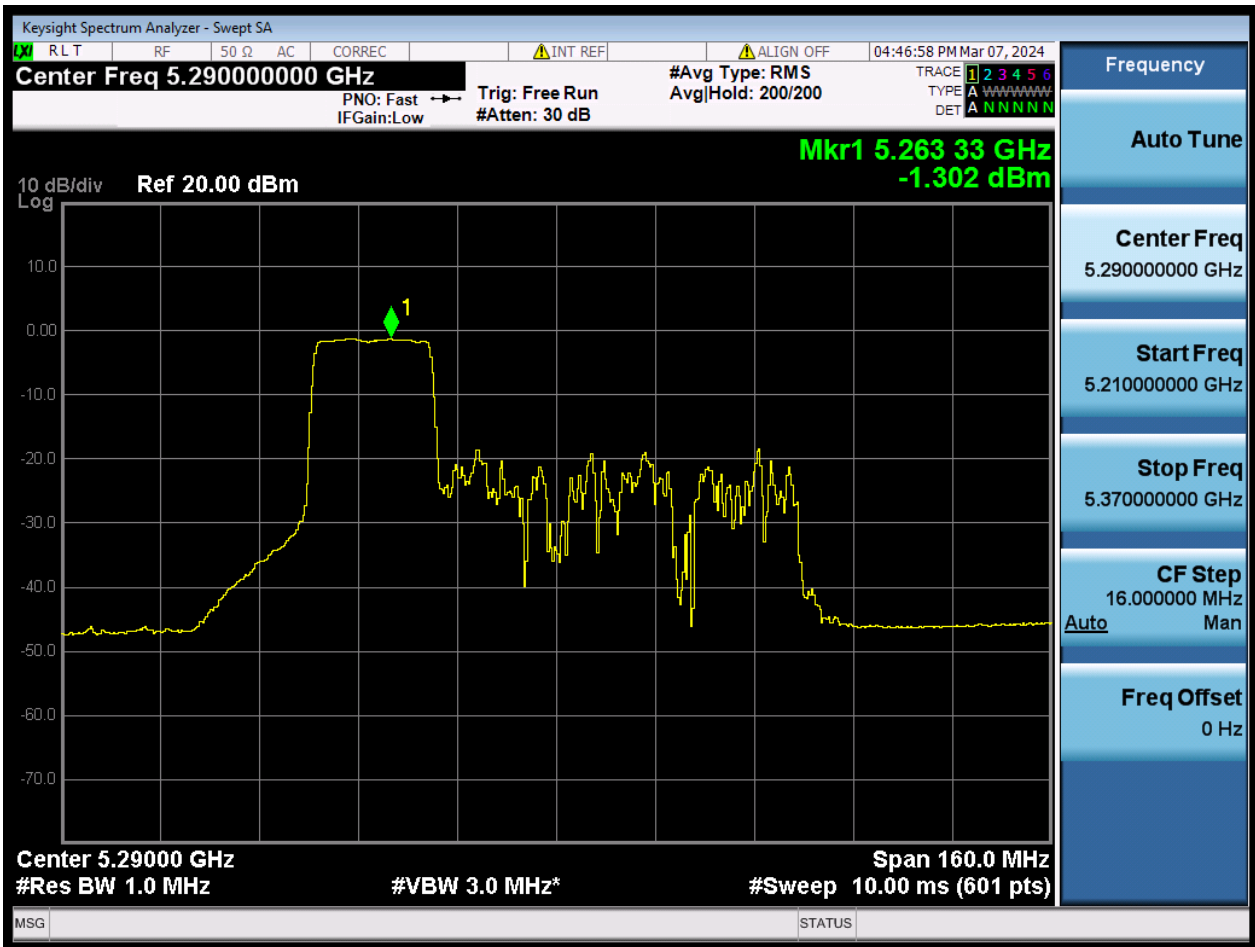 Keysight Spectrum Analyzer - Swept SA
LXI RLT RF 50 Ω AC CORREC INT REF ALIGN OFF 04:46:58 PM Mar 07, 2024
Center Freq 5.290000000 GHz
PNO: Fast
IFGain:Low
Trig: Free Run
#Atten: 30 dB
#Avg Type: RMS
Avg|Hold: 200/200
TRACE 1 2 3 4 5 6
TYPE A WWWWW
DET A N N N N N
Mkr1 5.263 33 GHz
-1.302 dBm
10 dB/div Ref 20.00 dBm
Log
10.0
0.00
-10.0
-20.0
-30.0
-40.0
-50.0
-60.0
-70.0
1
Center 5.29000 GHz Span 160.0 MHz
#Res BW 1.0 MHz #VBW 3.0 MHz* #Sweep 10.00 ms (601 pts)
MSG STATUS
Frequency
Auto Tune
Center Freq
5.290000000 GHz
Start Freq
5.210000000 GHz
Stop Freq
5.370000000 GHz
CF Step
16.000000 MHz
Auto Man
Freq Offset
0 Hz